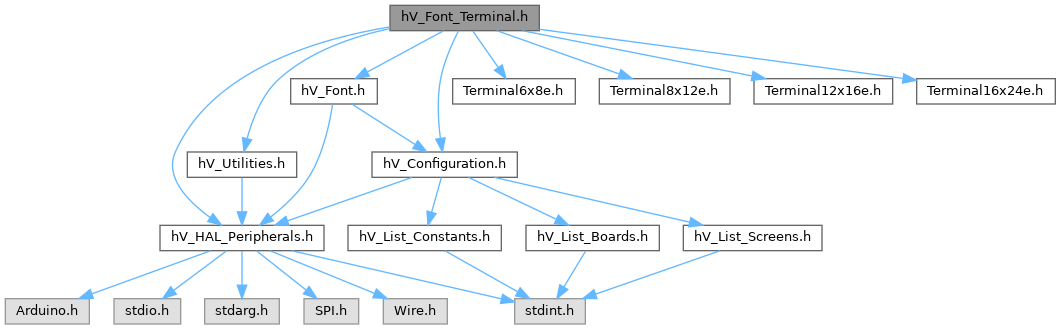 hV_Font_Terminal.h
hV_Font.h
Terminal6x8e.h
Terminal8x12e.h
Terminal12x16e.h
Terminal16x24e.h
hV_Utilities.h
hV_Configuration.h
hV_HAL_Peripherals.h
hV_List_Constants.h
hV_List_Boards.h
hV_List_Screens.h
Arduino.h
stdio.h
stdarg.h
SPI.h
Wire.h
stdint.h